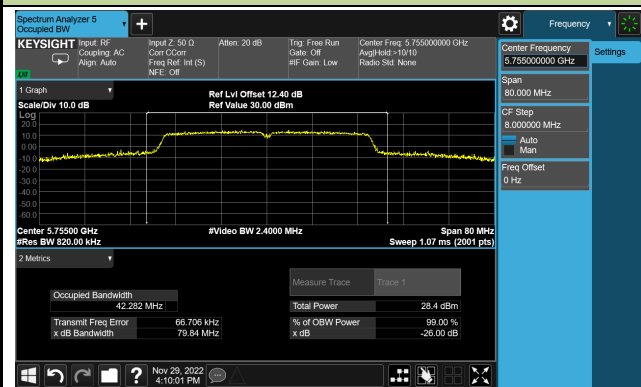 Spectrum Analyzer 5
Occupied BW
Frequency
KEYSIGHT
Input: RF
Coupling: AC
Align: Auto
Input Z: 50 Ω
Corr CCorr
Freq Ref: Int (S)
NFE: Off
Atten: 20 dB
Trig: Free Run
Gate: Off
#IF Gain: Low
Center Freq: 5.755000000 GHz
Avg|Hold:>10/10
Radio Std: None
LXI
Center Frequency
5.755000000 GHz
Settings
Span
80.000 MHz
CF Step
8.000000 MHz
Auto
Man
Freq Offset
0 Hz
1 Graph
Scale/Div 10.0 dB
Ref Lvl Offset 12.40 dB
Ref Value 30.00 dBm
Log
20.0
10.0
0.00
-10.0
-20.0
-30.0
-40.0
-50.0
-60.0
Center 5.75500 GHz
#Res BW 820.00 kHz
#Video BW 2.4000 MHz
Span 80 MHz
Sweep 1.07 ms (2001 pts)
2 Metrics
Measure Trace
Trace 1
Occupied Bandwidth
42.282 MHz
Total Power
28.4 dBm
Transmit Freq Error
66.706 kHz
% of OBW Power
99.00 %
x dB Bandwidth
79.84 MHz
x dB
-26.00 dB
Nov 29, 2022
4:10:01 PM